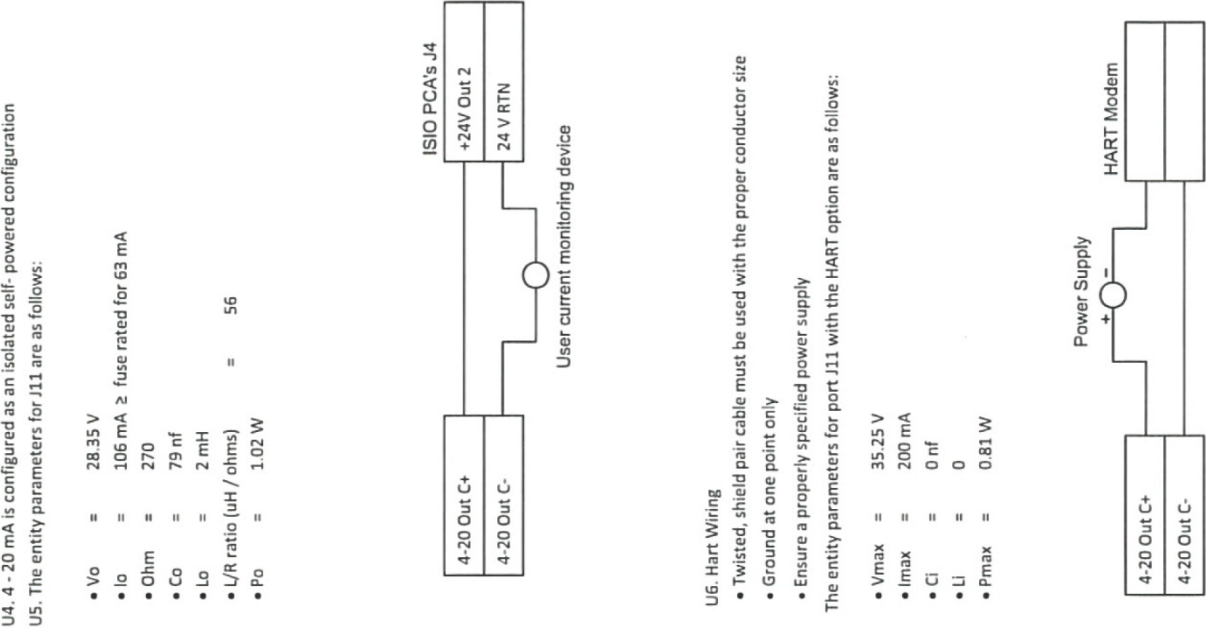 U4. 4 - 20 mA is configured as an isolated self- powered configuration
U5. The entity parameters for J11 are as follows:
• Vo = 28.35 V
• Io = 106 mA ≥ fuse rated for 63 mA
• Ohm = 270
• Co = 79 nf
• Lo = 2 mH
• L/R ratio (uH / ohms) = 56
• Po = 1.02 W
ISIO PCA's J4
4-20 Out C+
+24V Out 2
4-20 Out C-
24 V RTN
User current monitoring device
U6. Hart Wiring
• Twisted, shield pair cable must be used with the proper conductor size
• Ground at one point only
• Ensure a properly specified power supply
The entity parameters for port J11 with the HART option are as follows:
• Vmax = 35.25 V
• Imax = 200 mA
• Ci = 0 nf
• Li = 0
• Pmax = 0.81 W
Power Supply
HART Modem
+ –
4-20 Out C+
4-20 Out C-